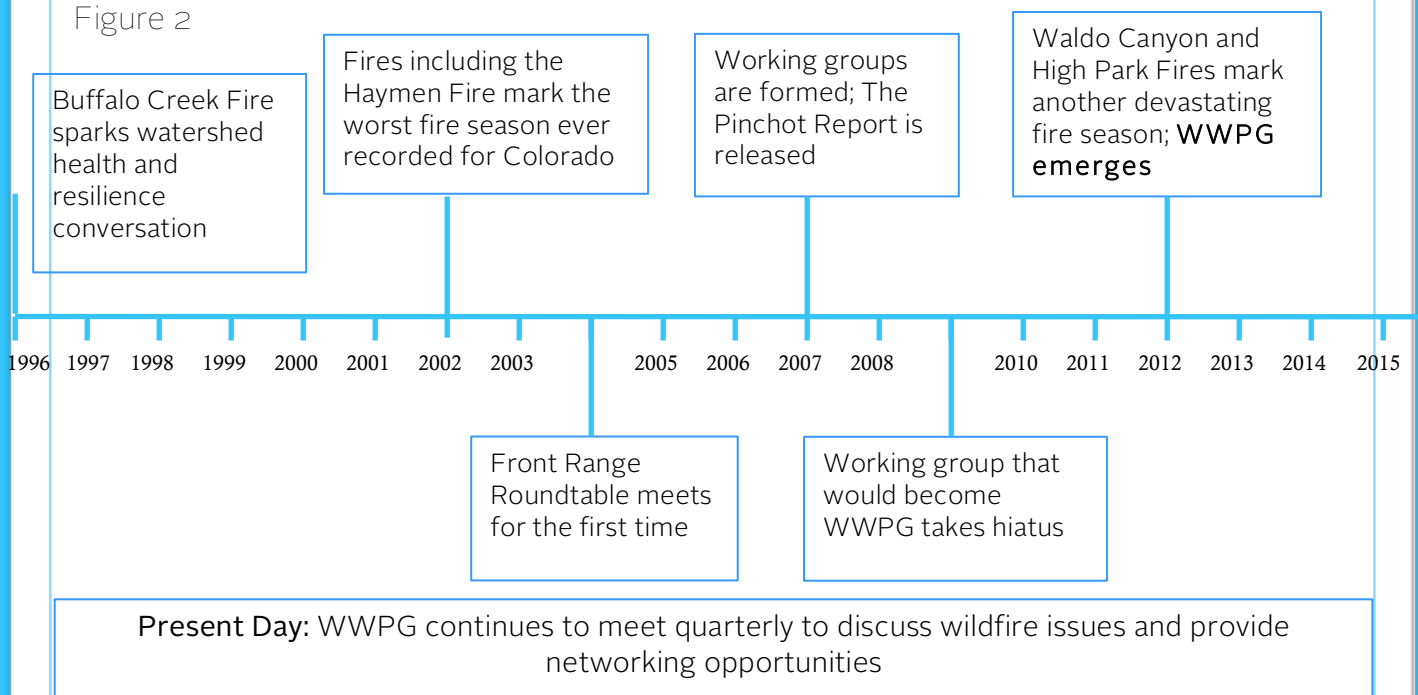 Figure 2
Buffalo Creek Fire
sparks watershed
health and
resilience
conversation
Fires including the
Haymen Fire mark the
worst fire season ever
recorded for Colorado
Working groups
are formed; The
Pinchot Report is
released
Waldo Canyon and
High Park Fires mark
another devastating
fire season; WWPG
emerges
1996 1997 1998 1999 2000 2001 2002 2003 2005 2006 2007 2008 2010 2011 2012 2013 2014 2015
Front Range
Roundtable meets
for the first time
Working group that
would become
WWPG takes hiatus
Present Day: WWPG continues to meet quarterly to discuss wildfire issues and provide
networking opportunities